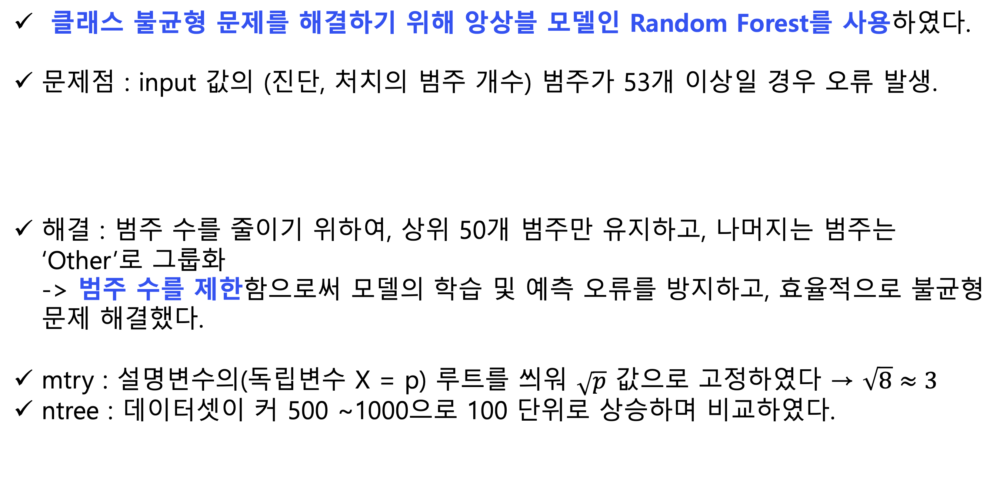 ✓ 클래스 불균형 문제를 해결하기 위해 앙상블 모델인 Random Forest를 사용하였다.
✓ 문제점 : input 값의 (진단, 처치의 범주 개수) 범주가 53개 이상일 경우 오류 발생.
✓ 해결 : 범주 수를 줄이기 위하여, 상위 50개 범주만 유지하고, 나머지는 범주는
‘Other’로 그룹화
-> 범주 수를 제한함으로써 모델의 학습 및 예측 오류를 방지하고, 효율적으로 불균형
문제 해결했다.
✓ mtry : 설명변수의(독립변수 X = p) 루트를 씌워 √p 값으로 고정하였다 → √8 ≈ 3
✓ ntree : 데이터셋이 커 500 ~1000으로 100 단위로 상승하며 비교하였다.